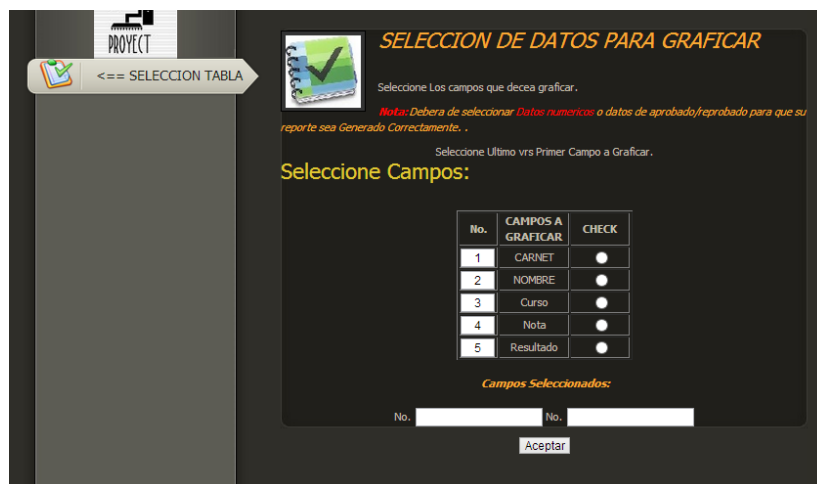 PROYECT
<== SELECCION TABLA
SELECCION DE DATOS PARA GRAFICAR
Seleccione Los campos que decea graficar.
Nota: Debera de seleccionar Datos numericos o datos de aprobado/reprobado para que su
reporte sea Generado Correctamente. .
Seleccione Ultimo vrs Primer Campo a Graficar.
Seleccione Campos:
No. CAMPOS A GRAFICAR CHECK
1 CARNET
2 NOMBRE
3 Curso
4 Nota
5 Resultado
Campos Seleccionados:
No. No.
Aceptar